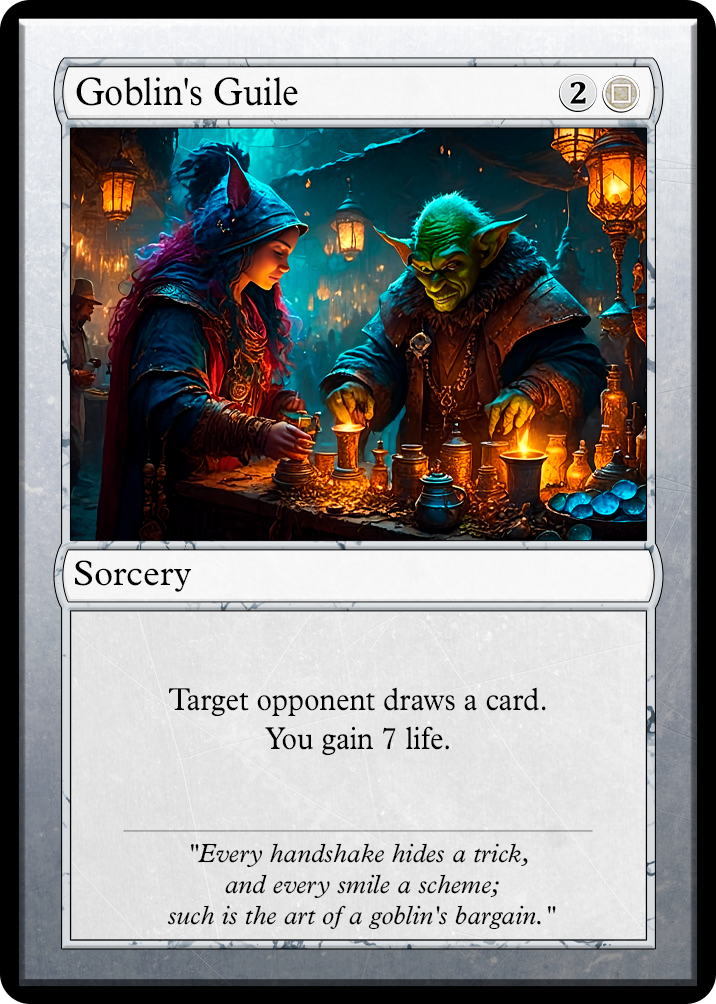 Goblin's Guile 2
Sorcery
Target opponent draws a card.
You gain 7 life.
"Every handshake hides a trick,
and every smile a scheme;
such is the art of a goblin's bargain."